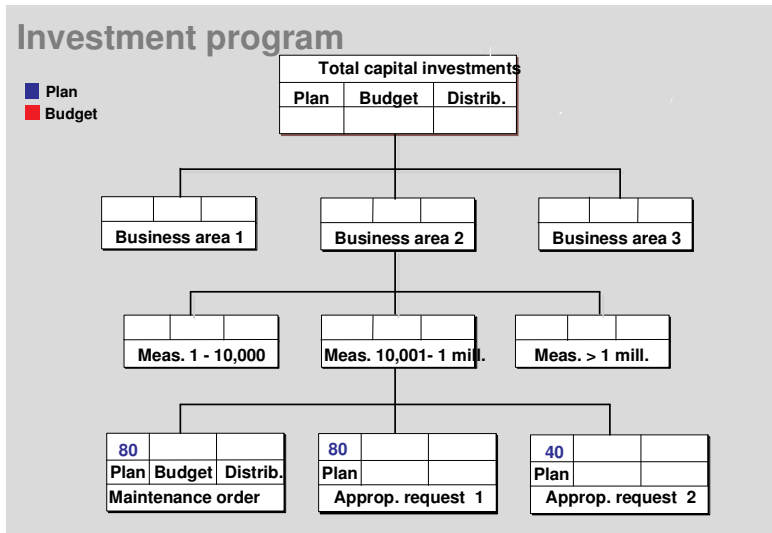 Investment program
Total capital investments
Plan Budget Distrib.
Plan
Budget
Business area 1 Business area 2 Business area 3
Meas. 1 - 10,000 Meas. 10,001- 1 mill. Meas. > 1 mill.
80 80 40
Plan Budget Distrib. Plan Plan
Maintenance order Approp. request 1 Approp. request 2